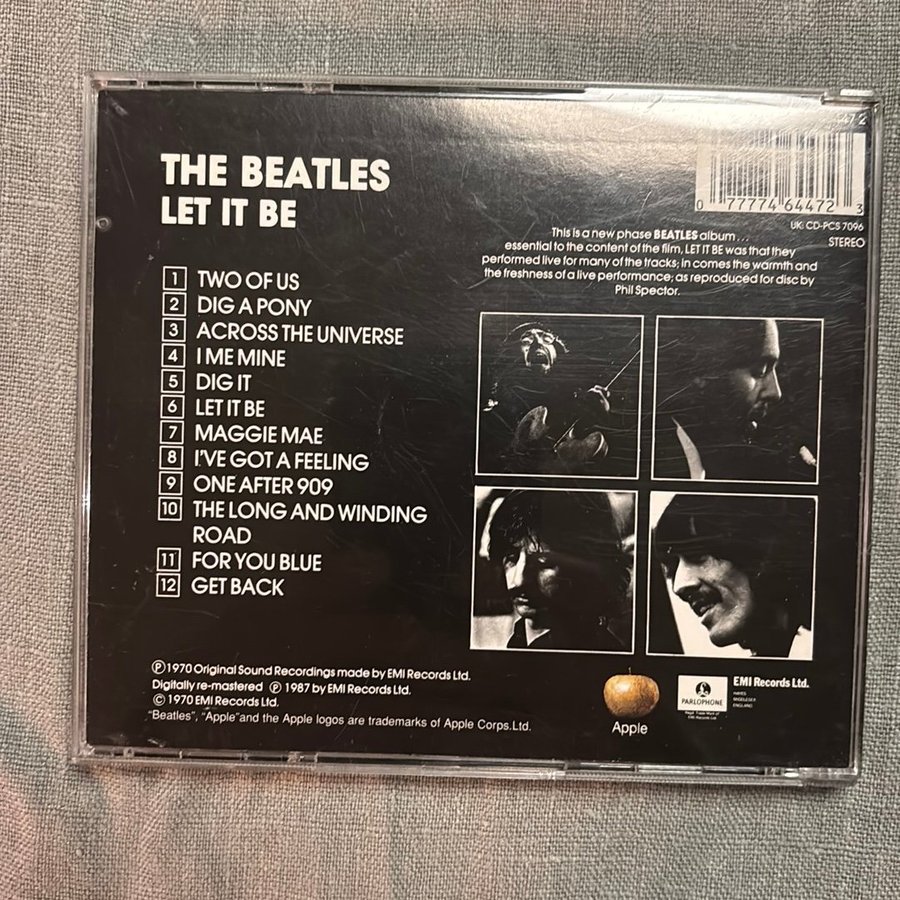 THE BEATLES
LET IT BE
1 TWO OF US
2 DIG A PONY
3 ACROSS THE UNIVERSE
4 I ME MINE
5 DIG IT
6 LET IT BE
7 MAGGIE MAE
8 I'VE GOT A FEELING
9 ONE AFTER 909
10 THE LONG AND WINDING
ROAD
11 FOR YOU BLUE
12 GET BACK
0 77774 64472 3
UK: CD-PCS 7096
STEREO
This is a new phase BEATLES album . . .
essential to the content of the film, LET IT BE was that they
performed live for many of the tracks; in comes the warmth and
the freshness of a live performance; as reproduced for disc by
Phil Spector.
Ⓟ 1970 Original Sound Recordings made by EMI Records Ltd.
Digitally re-mastered Ⓟ 1987 by EMI Records Ltd.
© 1970 EMI Records Ltd.
"Beatles", "Apple" and the Apple logos are trademarks of Apple Corps.Ltd.
Apple
PARLOPHONE
EMI Records Ltd.
HAYES
MIDDLESEX
ENGLAND